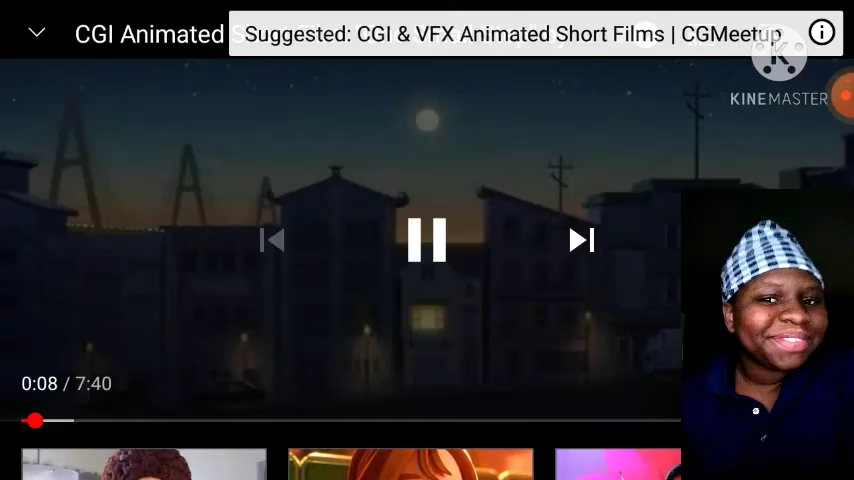 CGI Animated
Suggested: CGI & VFX Animated Short Films | CGMeetup
K
KINEMASTER
0:08 / 7:40